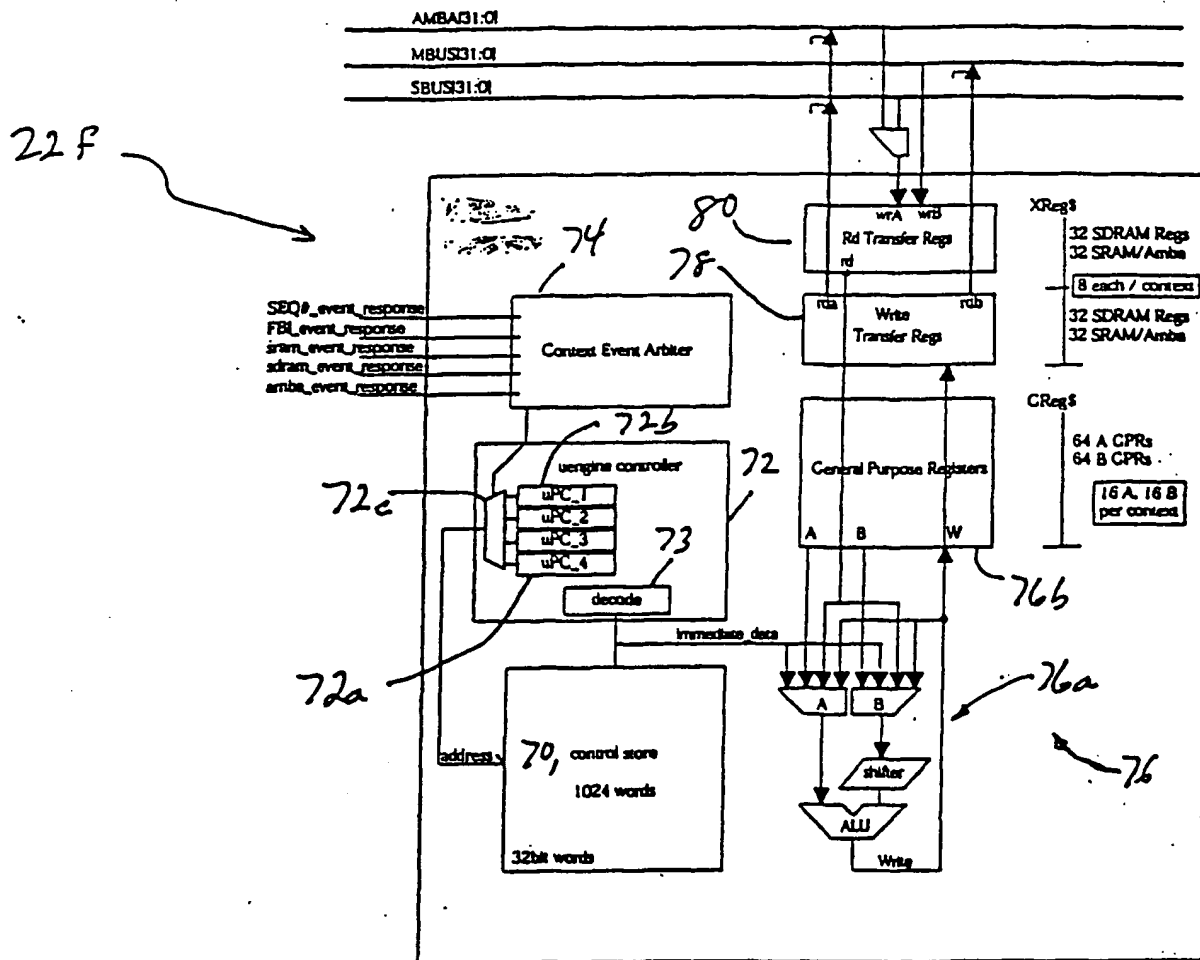 AMBA[31:0]
MBUS[31:0]
SBUS[31:0]
22f
80
wrA wrB
Rd Transfer Regs
rd
XRegs
32 SDRAM Regs
32 SRAM/Amba
8 each / context
74
78
rda
rdb
Write
Transfer Regs
32 SDRAM Regs
32 SRAM/Amba
SEQ#_event_response
FBI_event_response
sram_event_response
sdram_event_response
amba_event_response
Context Event Arbiter
GRegs
64 A GPRs
64 B GPRs
16 A, 16 B
per context
72b
uengine controller
72
General Purpose Registers
A B W
72c
uPC_1
uPC_2
uPC_3
uPC_4
73
decode
76b
immediate_data
72a
A B
76a
76
address
70, control store
1024 words
32bit words
shifter
ALU
Write